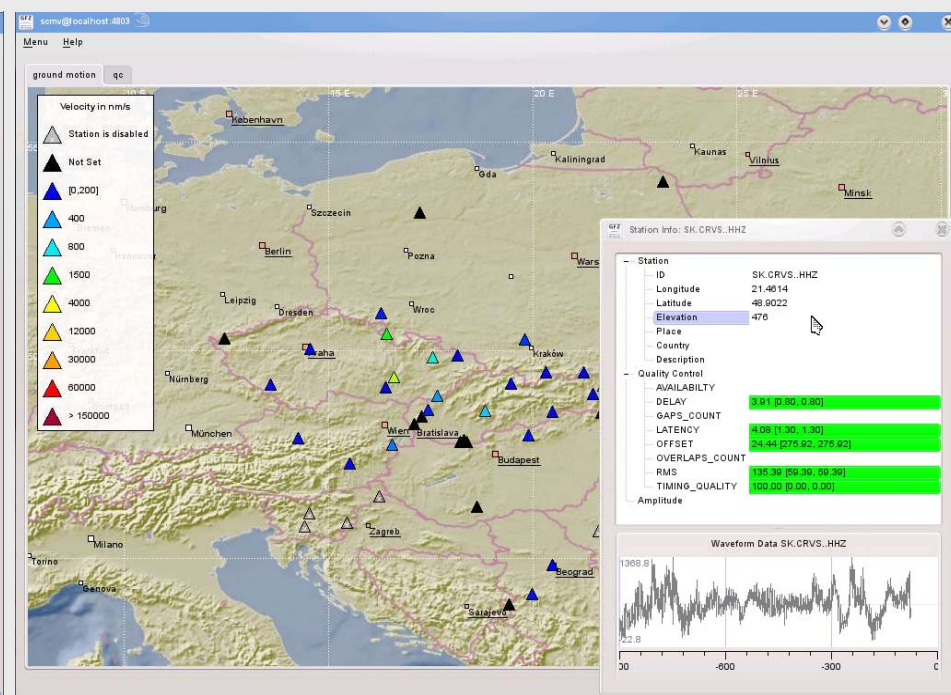 GFZ scmv@localhost:4803
Menu Help
ground motion qc
Velocity in nm/s
Station is disabled
Not Set
[0,200]
400
800
1500
4000
12000
30000
60000
> 150000
15 E
20 E
25 E
København
Kaunas
Vilnius
Kaliningrad
Gda
Minsk
Szczecin
Berlin
Pozna
Wars
Leipzig
Dresden
Wroc
Praha
Kraków
Nürnberg
München
Wien
Bratislava
Budapest
Zagreb
Milano
Torino
Genova
Beograd
Sarajevo
GFZ Station Info: SK.CRVS..HHZ
Station
ID SK.CRVS..HHZ
Longitude 21.4614
Latitude 48.9022
Elevation 476
Place
Country
Description
Quality Control
AVAILABILTY
DELAY 3.91 [0.80, 0.80]
GAPS_COUNT
LATENCY 4.08 [1.30, 1.30]
OFFSET 24.44 [275.92, 275.92]
OVERLAPS_COUNT
RMS 135.39 [59.39, 59.39]
TIMING_QUALITY 100.00 [0.00, 0.00]
Amplitude
Waveform Data SK.CRVS..HHZ
1368.8
22.8
00 -600 -300